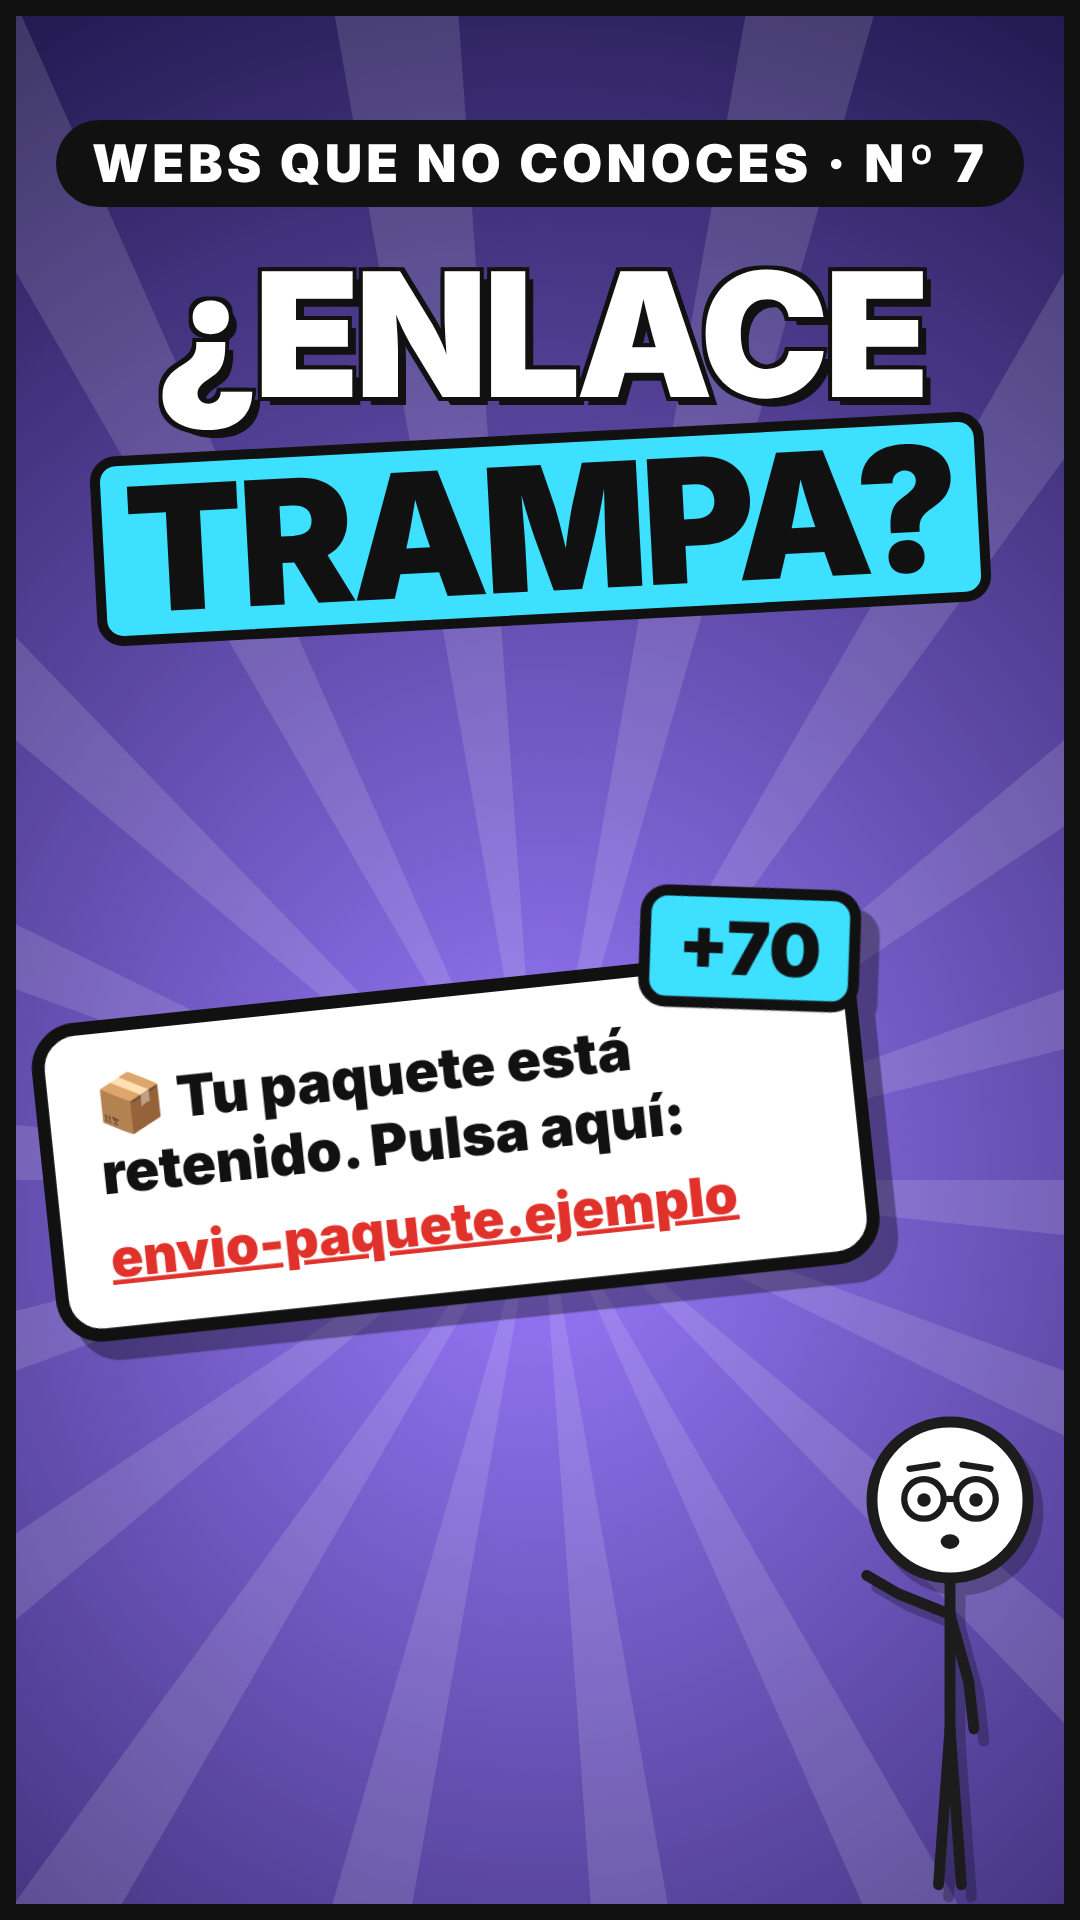 WEBS QUE NO CONOCES · Nº 7
¿ENLACE
TRAMPA?
+70
📦 Tu paquete está
retenido. Pulsa aquí:
envio-paquete.ejemplo